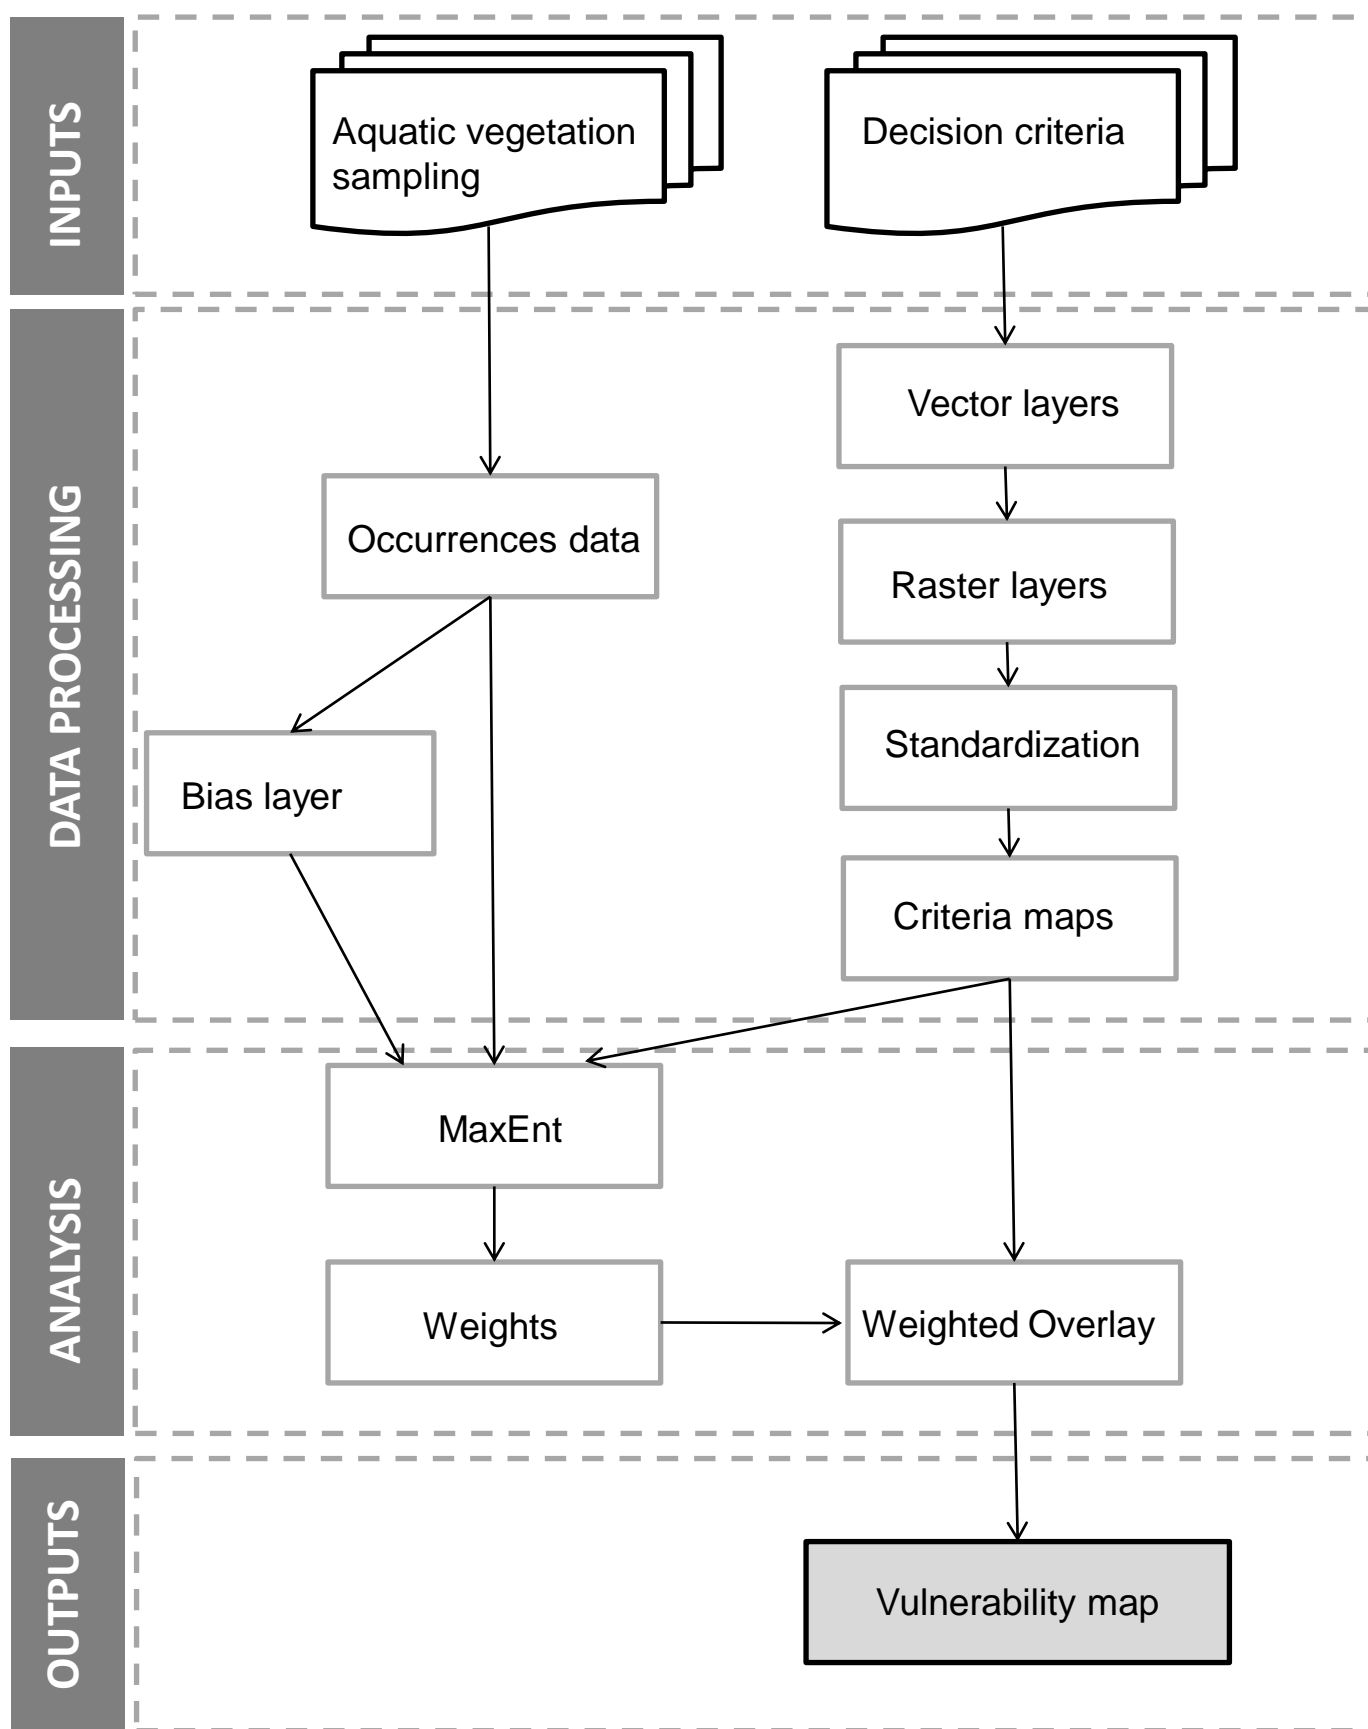 INPUTS
Aquatic vegetation
sampling
Decision criteria
DATA PROCESSING
Vector layers
Occurrences data
Raster layers
Standardization
Bias layer
Criteria maps
ANALYSIS
MaxEnt
Weights
Weighted Overlay
OUTPUTS
Vulnerability map